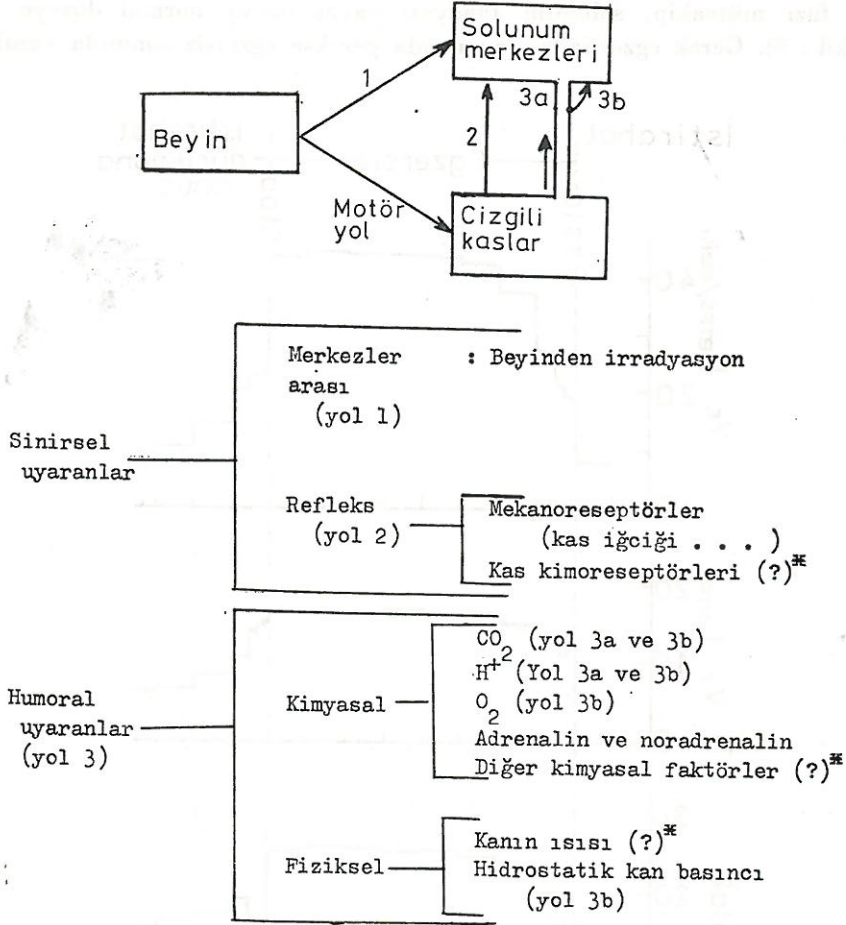 fızı
Solunum
merkezleri
1
3a
3b
Beyin
2
Motör
yol
Cizgili
kaslar
Merkezler : Beyinden irradyasyon
arası
(yol 1)
Sinirsel
uyaranlar
Refleks
(yol 2)
Mekanoreseptörler
(kas iğciği . . . )
Kas kimoreseptörleri (?)*
Humoral
uyaranlar
(yol 3)
Kimyasal
CO2 (yol 3a ve 3b)
H+ (Yol 3a ve 3b)
O2 (yol 3b)
Adrenalin ve noradrenalin
Diğer kimyasal faktörler (?)*
Fiziksel
Kanın ısısı (?)*
Hidrostatik kan basıncı
(yol 3b)